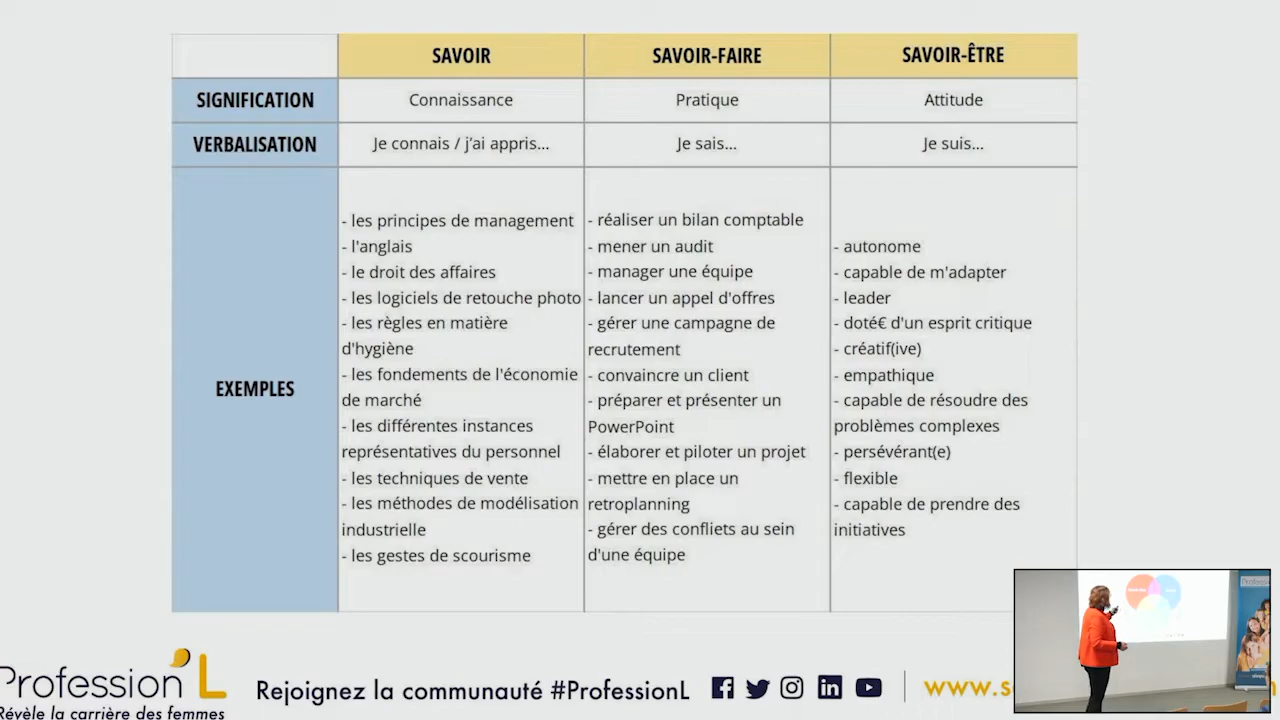 SAVOIR
SAVOIR-FAIRE
SAVOIR-ÊTRE
SIGNIFICATION
Connaissance
Pratique
Attitude
VERBALISATION
Je connais / j’ai appris...
Je sais...
Je suis...
EXEMPLES
- les principes de management
- l'anglais
- le droit des affaires
- les logiciels de retouche photo
- les règles en matière
d'hygiène
- les fondements de l'économie
de marché
- les différentes instances
représentatives du personnel
- les techniques de vente
- les méthodes de modélisation
industrielle
- les gestes de scourisme
- réaliser un bilan comptable
- mener un audit
- manager une équipe
- lancer un appel d'offres
- gérer une campagne de
recrutement
- convaincre un client
- préparer et présenter un
PowerPoint
- élaborer et piloter un projet
- mettre en place un
retroplanning
- gérer des confliets au sein
d'une équipe
- autonome
- capable de m'adapter
- leader
- doté€ d'un esprit critique
- créatif(ive)
- empathique
- capable de résoudre des
problèmes complexes
- persévérant(e)
- flexible
- capable de prendre des
initiatives
Profession'L
Révèle la carrière des femmes
Rejoignez la communauté #ProfessionL
www.s